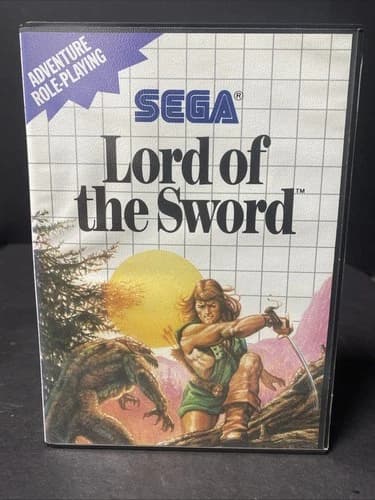 ADVENTURE
ROLE-PLAYING
SEGA®
Lord of
the Sword™